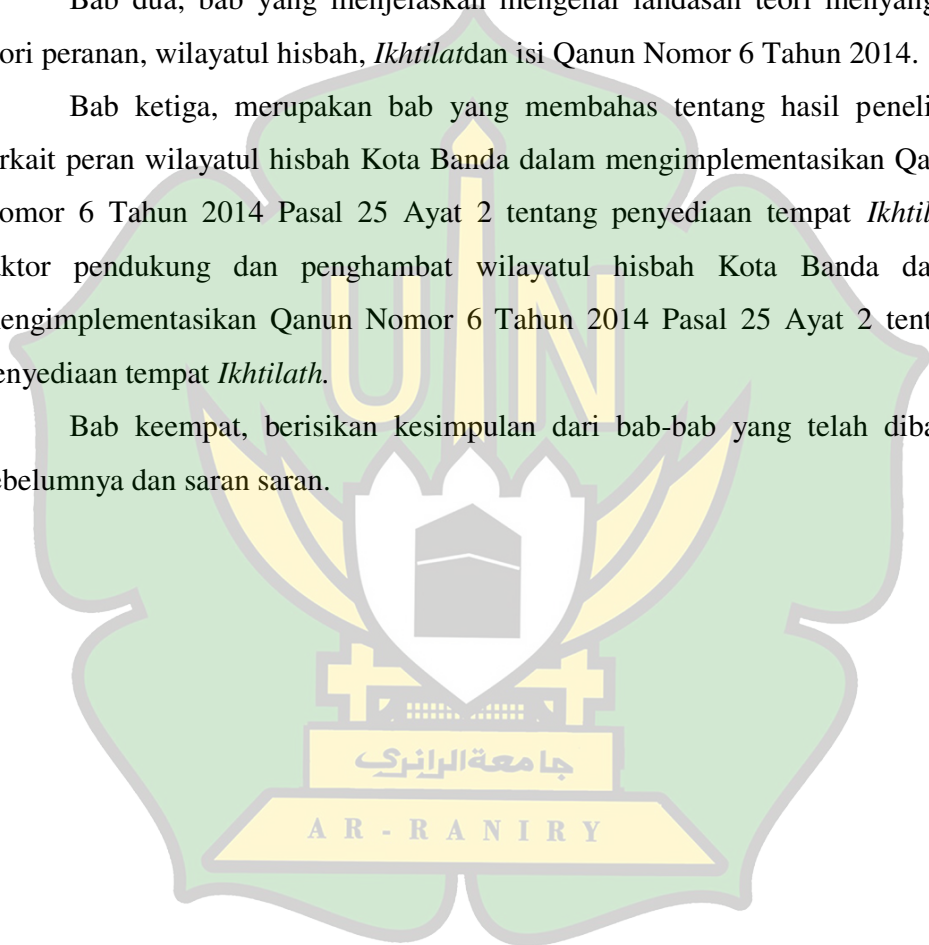 Bab dua, bab yang menjelaskan mengenai landasan teori
ori peranan, wilayatul hisbah, Ikhtilatdan isi Qanun Nomor 6 Tahun 2014.
Bab ketiga, merupakan bab yang membahas tentang hasil peneli
rkait peran wilayatul hisbah Kota Banda dalam mengimplementasikan Qa
omor 6 Tahun 2014 Pasal 25 Ayat 2 tentang penyediaan tempat Ikhtil
ktor pendukung dan penghambat wilayatul hisbah Kota Banda da
engimplementasikan Qanun Nomor 6 Tahun 2014 Pasal 25 Ayat 2 tent
enyediaan tempat Ikhtilath.
Bab keempat, berisikan kesimpulan dari bab-bab yang telah diba
ebelumnya dan saran saran.
UIN
جامعة الرانري
AR-RANIRY